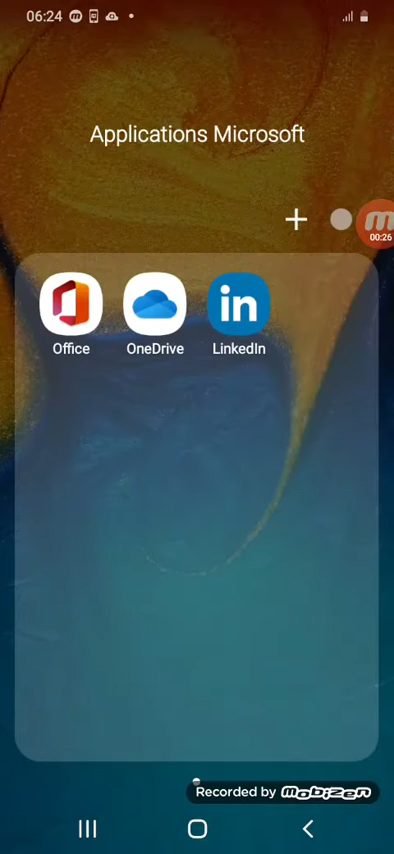 06:24
Applications Microsoft
00:26
in
Office
OneDrive
LinkedIn
Recorded by mobizen